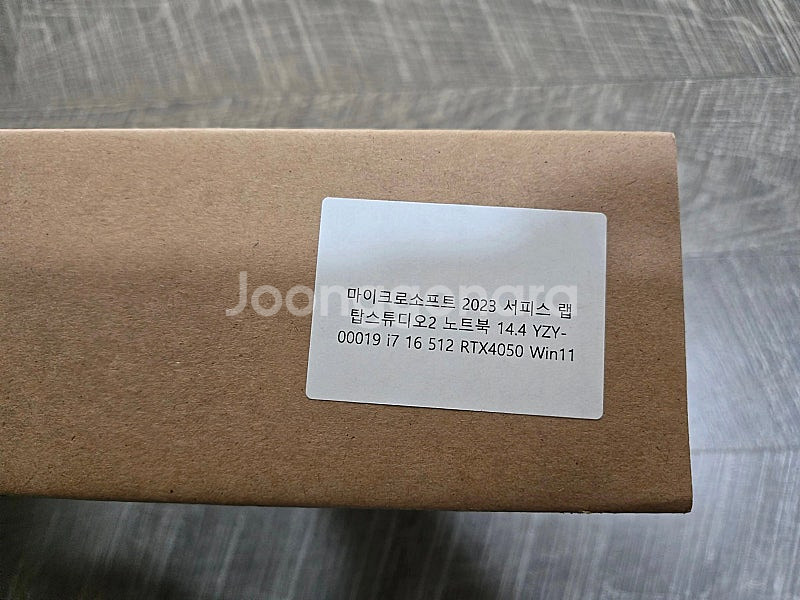 Joonggonara
마이크로소프트 2023 서피스 랩
탑스튜디오2 노트북 14.4 YZY-
00019 i7 16 512 RTX4050 Win11